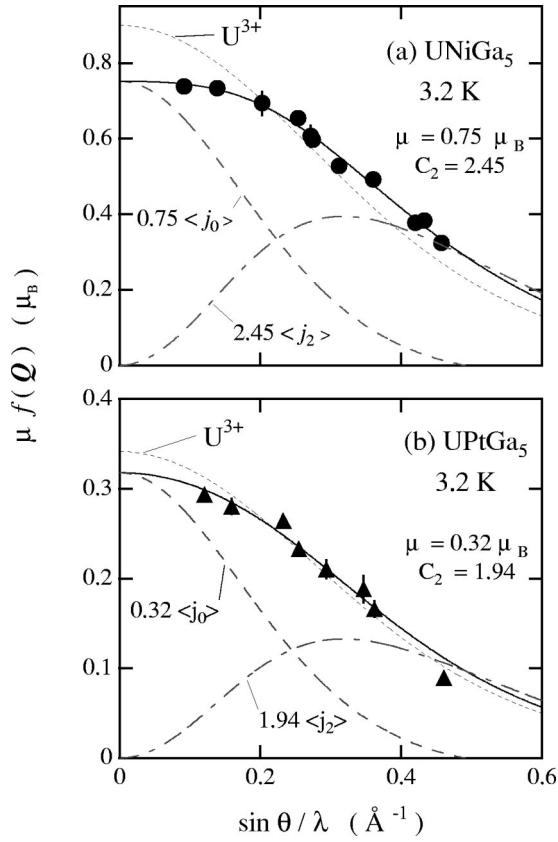 μ f(Q) (μB)
0.8
0.6
0.4
0.2
0
U3+
(a) UNiGa5
3.2 K
μ = 0.75 μB
C2 = 2.45
0.75 <j0>
2.45 <j2>
0.4
0.3
0.2
0.1
0
U3+
(b) UPtGa5
3.2 K
μ = 0.32 μB
C2 = 1.94
0.32 <j0>
1.94 <j2>
0 0.2 0.4 0.6
sin θ / λ (Å-1)